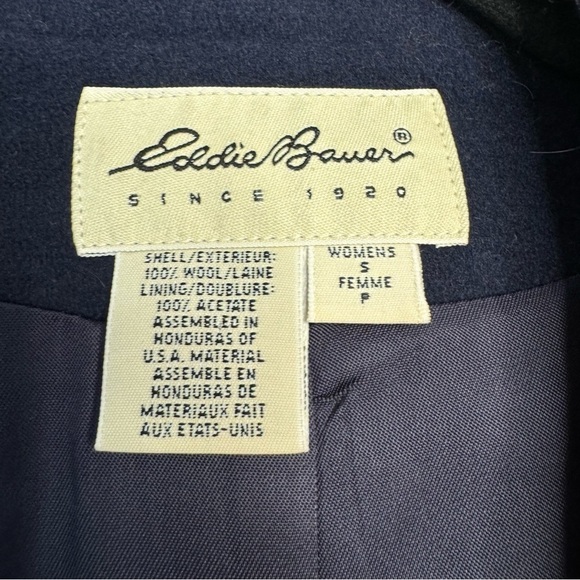 Eddie Bauer®
SINCE 1920
SHELL/EXTERIEUR:
100% WOOL/LAINE
LINING/DOUBLURE:
100% ACETATE
ASSEMBLED IN
HONDURAS OF
U.S.A. MATERIAL
ASSEMBLE EN
HONDURAS DE
MATERIAUX FAIT
AUX ETATS-UNIS
WOMENS
S
FEMME
P